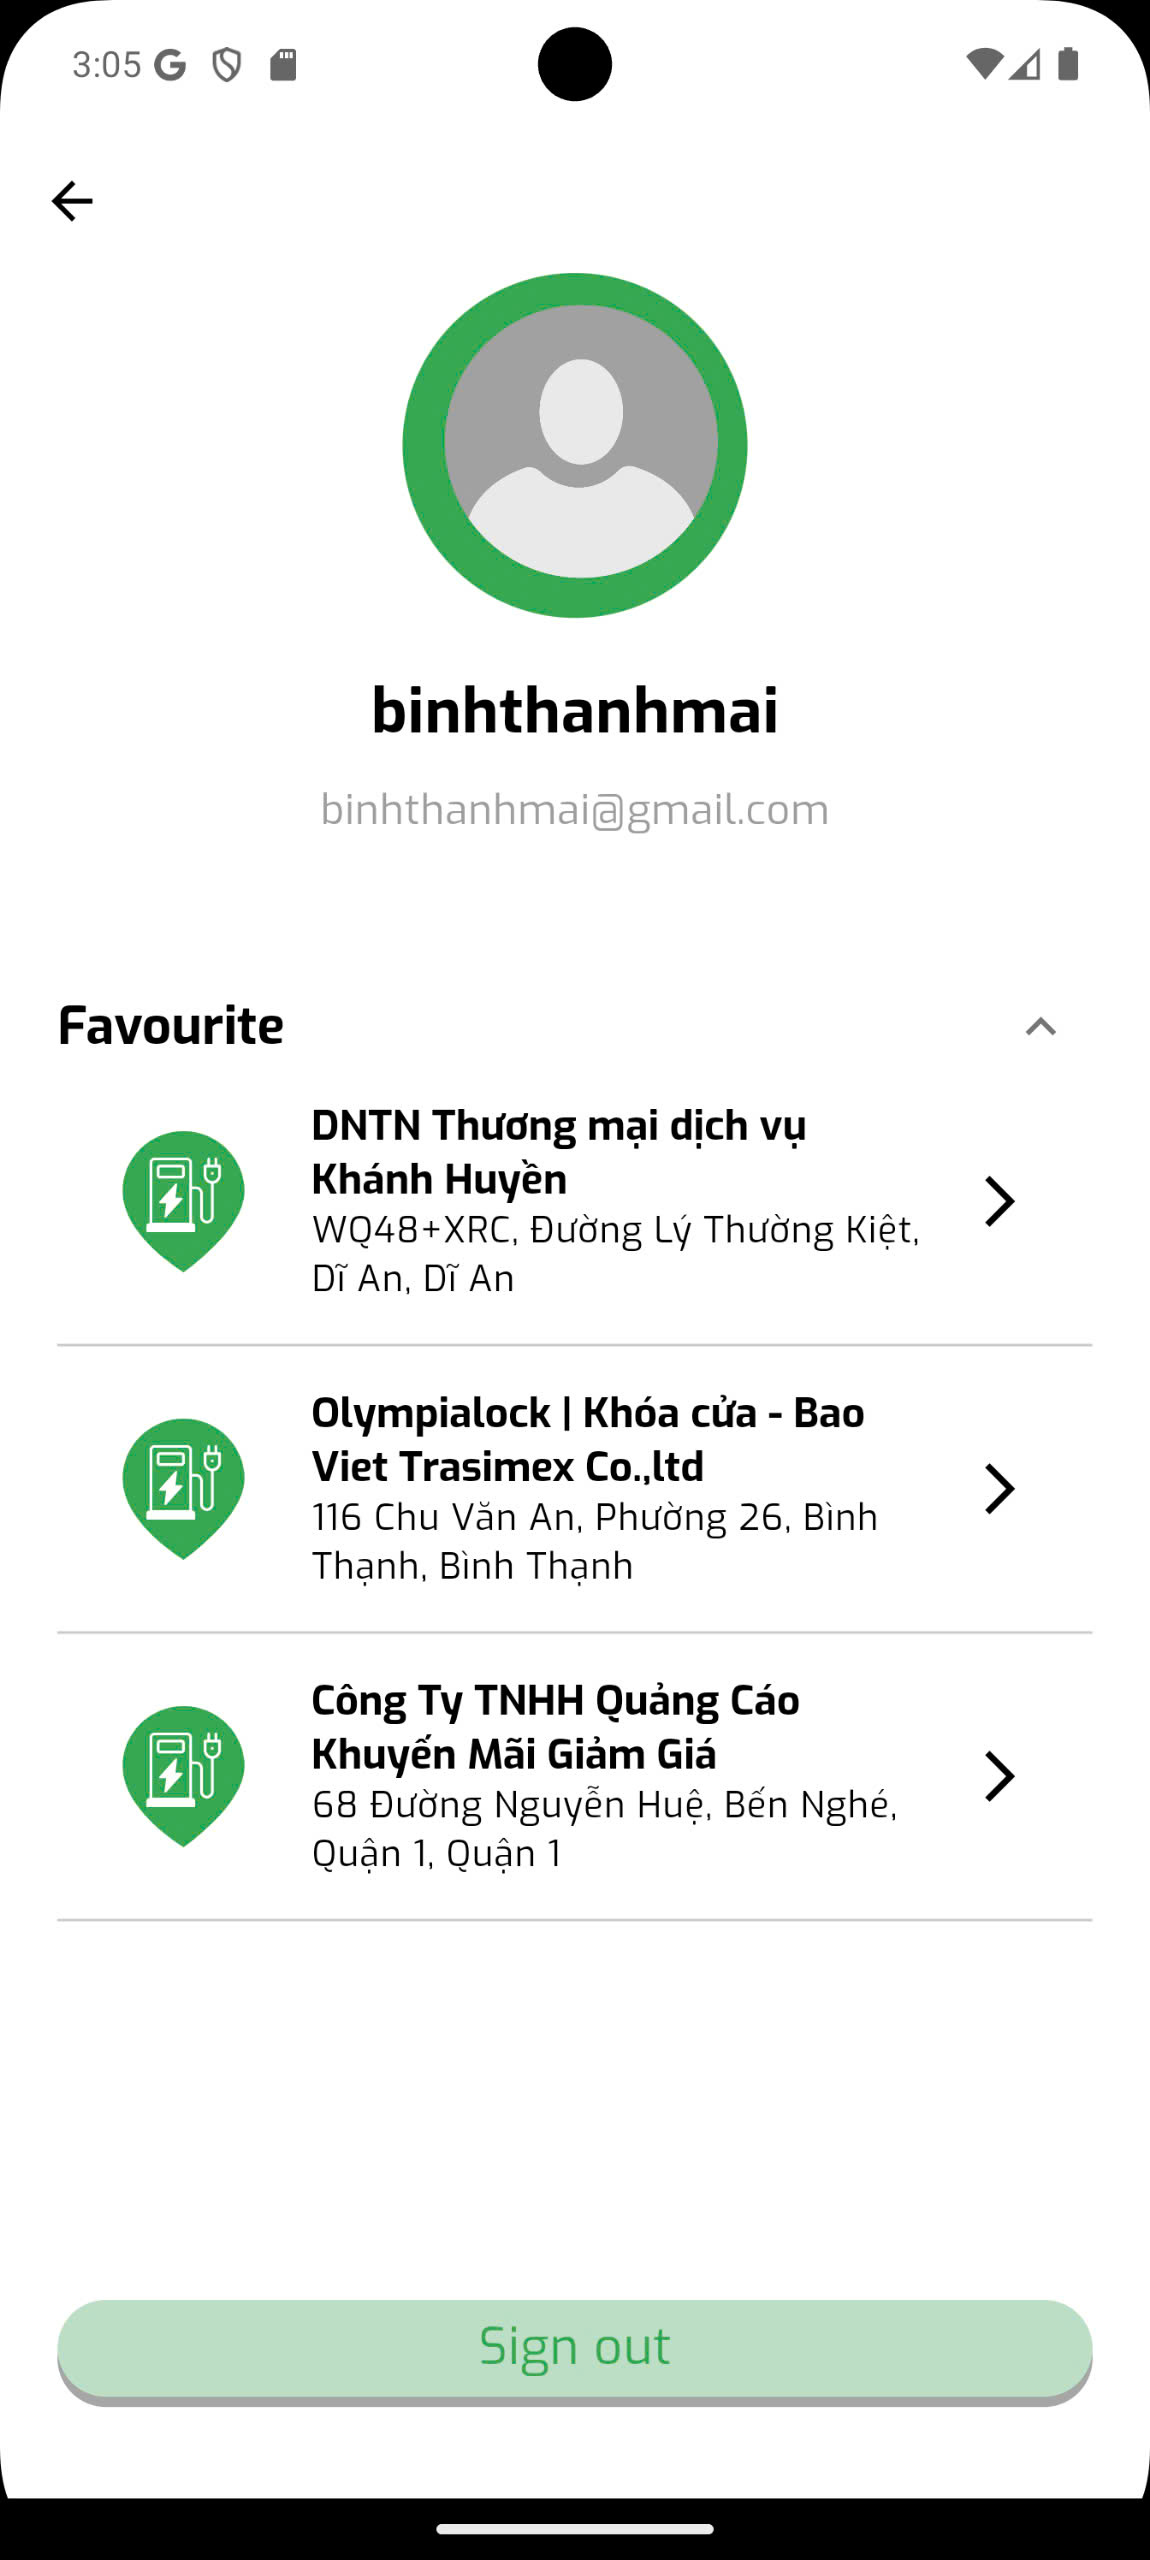 3:05
binhthanhmai
binhthanhmai@gmail.com
Favourite
DNTN Thương mại dịch vụ
Khánh Huyền
WQ48+XRC, Đường Lý Thường Kiệt,
Dĩ An, Dĩ An
Olympialock | Khóa cửa - Bao
Viet Trasimex Co.,ltd
116 Chu Văn An, Phường 26, Bình
Thạnh, Bình Thạnh
Công Ty TNHH Quảng Cáo
Khuyến Mãi Giảm Giá
68 Đường Nguyễn Huệ, Bến Nghé,
Quận 1, Quận 1
Sign out